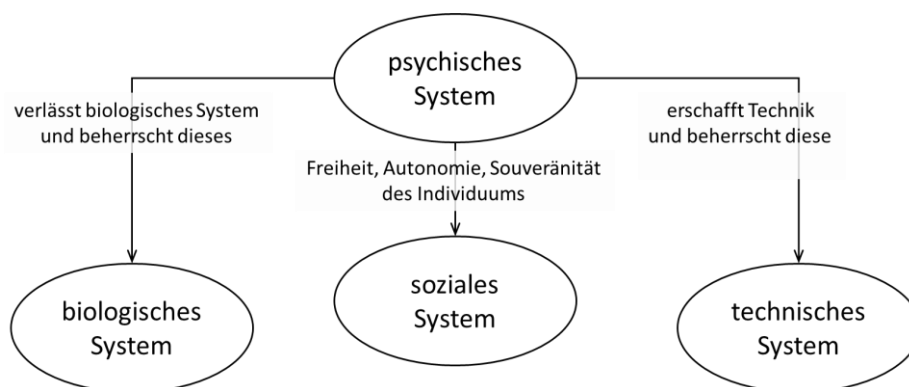 psychisches
System
verlässt biologisches System
und beherrscht dieses
erschafft Technik
und beherrscht diese
Freiheit, Autonomie, Souveränität
des Individuums
biologisches
System
soziales
System
technisches
System